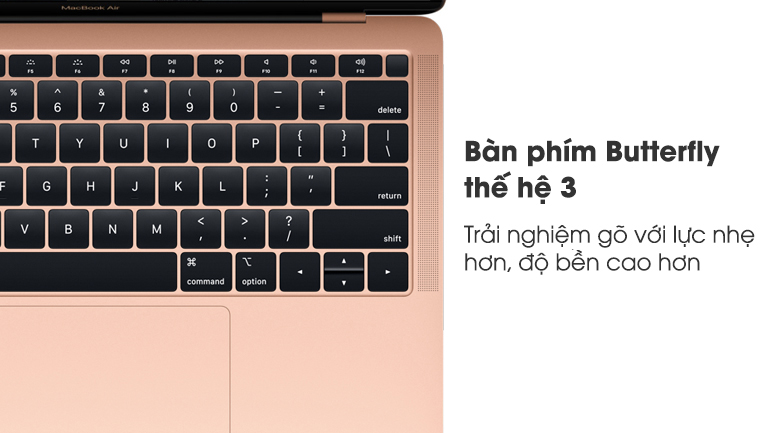 MacBook Air
F5 F6 F7 F8 F9 F10 F11 F12
% ^ & * ( ) — +
5 6 7 8 9 0 - = delete
T Y U I O P { } |
[ ] \
F G H J K L : " return
; '
V B N M < > ? shift
, . /
⌘ ⌥
command option ◄ ▲ ▼ ►
Bàn phím Butterfly
thế hệ 3
Trải nghiệm gõ với lực nhẹ
hơn, độ bền cao hơn